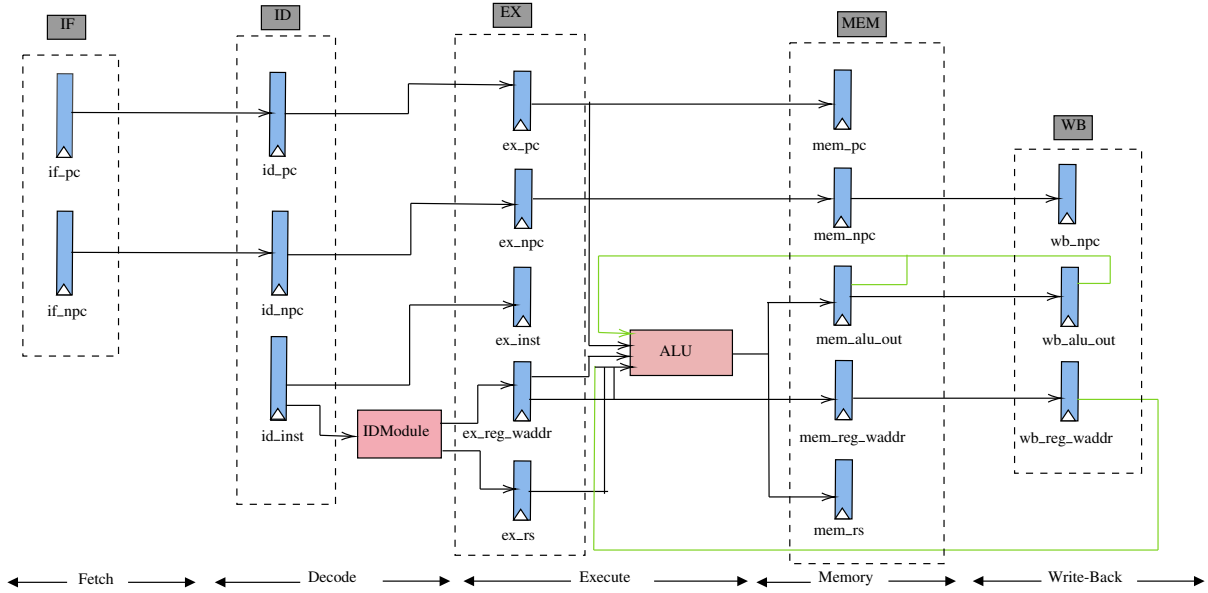 IF
ID
EX
MEM
WB
if_pc
id_pc
ex_pc
mem_pc
if_npc
id_npc
ex_npc
mem_npc
wb_npc
id_inst
ex_inst
IDModule
ALU
ex_reg_waddr
ex_rs
mem_alu_out
mem_reg_waddr
mem_rs
wb_alu_out
wb_reg_waddr
Fetch
Decode
Execute
Memory
Write-Back